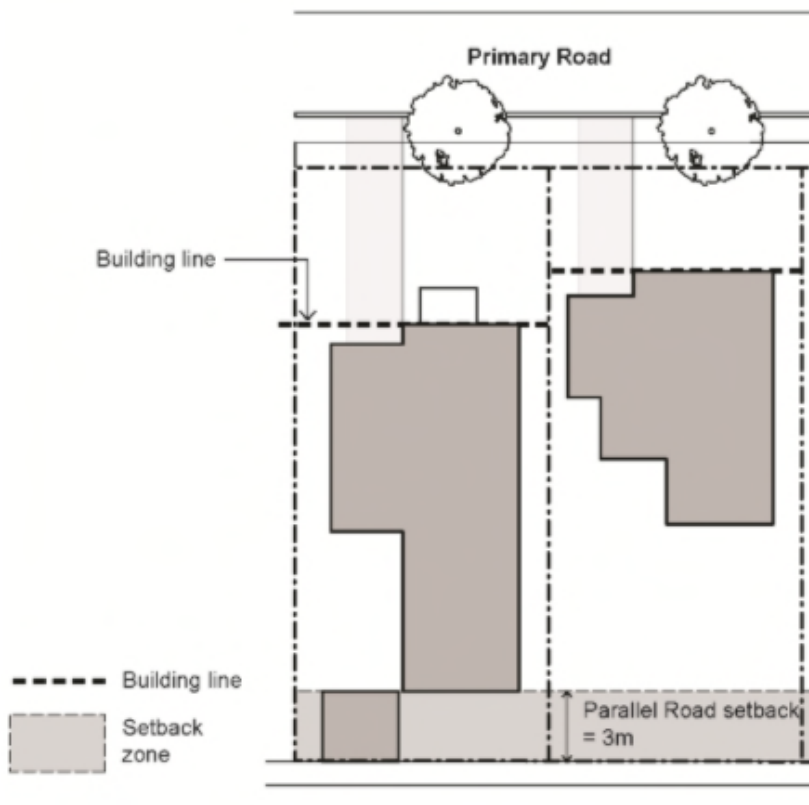 Primary Road
Building line
Building line
Setback
zone
Parallel Road setback
= 3m